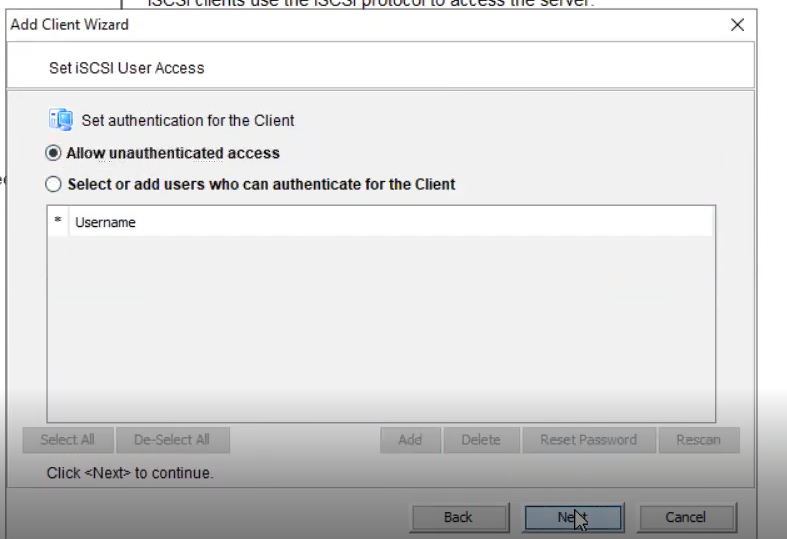 iSCSI clients use the iSCSI protocol to access the server.
Add Client Wizard
Set iSCSI User Access
Set authentication for the Client
Allow unauthenticated access
Select or add users who can authenticate for the Client
* Username
Select All De-Select All Add Delete Reset Password Rescan
Click <Next> to continue.
Back Next Cancel